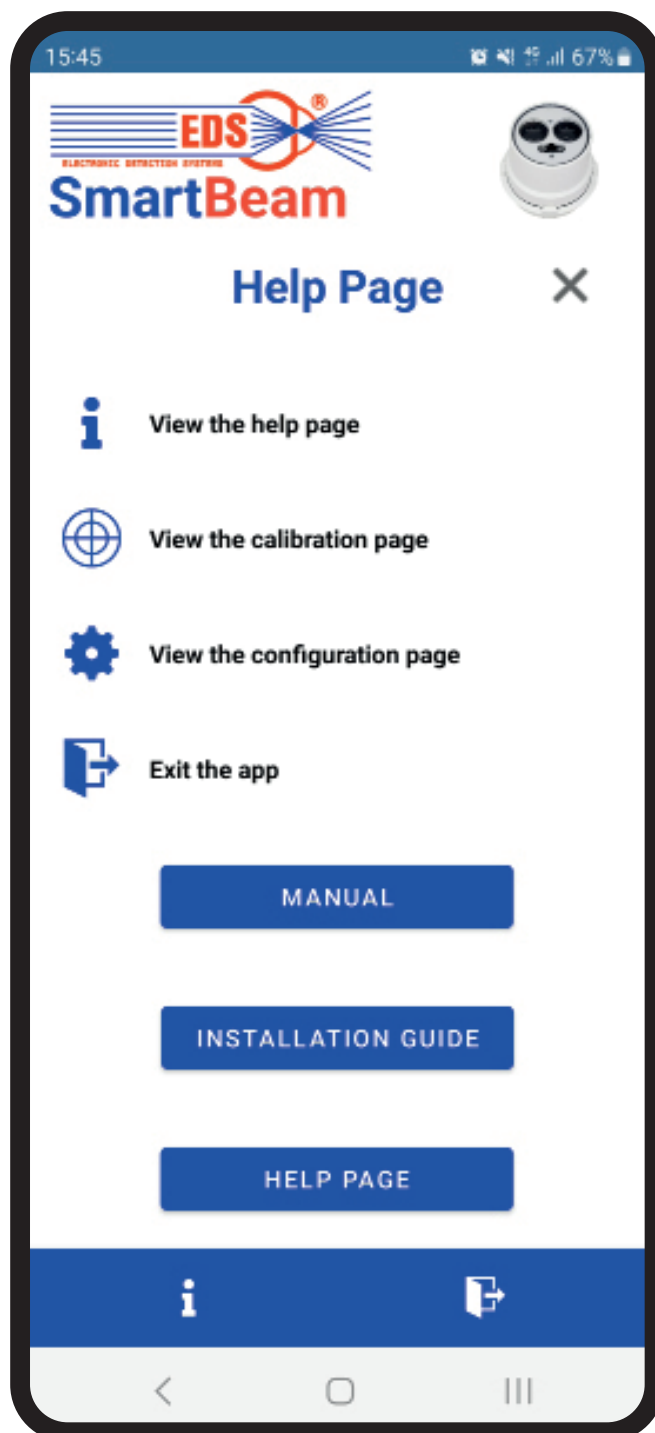 15:45
4G 67%
EDS®
ELECTRONIC DETECTION SYSTEMS
SmartBeam
Help Page
View the help page
View the calibration page
View the configuration page
Exit the app
MANUAL
INSTALLATION GUIDE
HELP PAGE